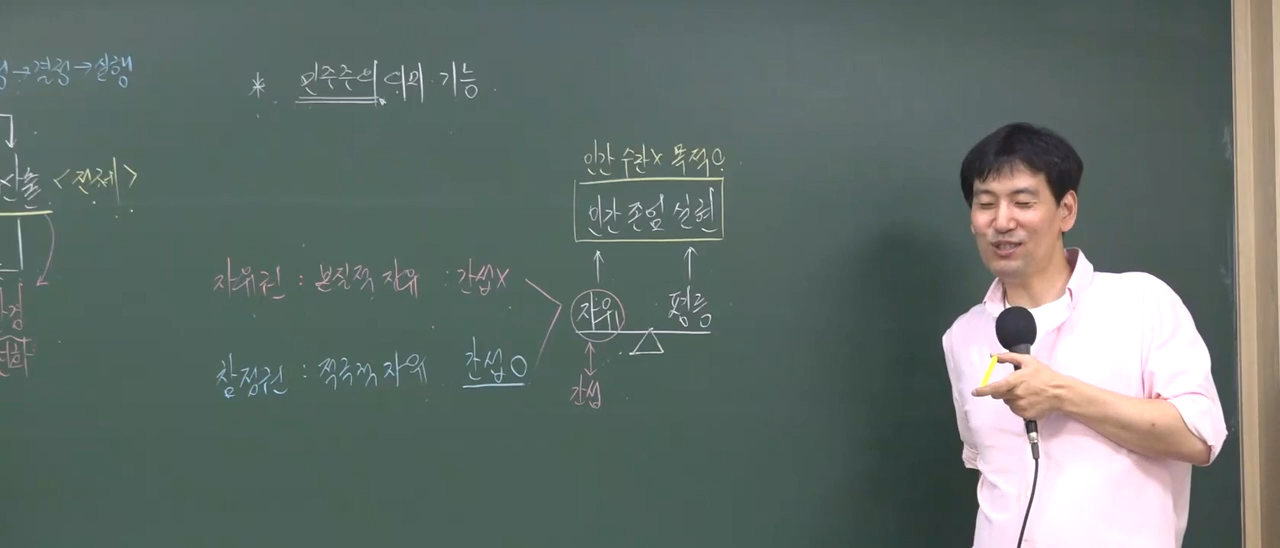 →결정→실행
* 민주주의 이의 기능
산출 <전제>
인간 수단X 목적O
인간 존엄 실현
자유권 : 본질적 자유 : 간섭X
자유 평등
환경
참정권 : 적극적 자유 간섭O
간섭